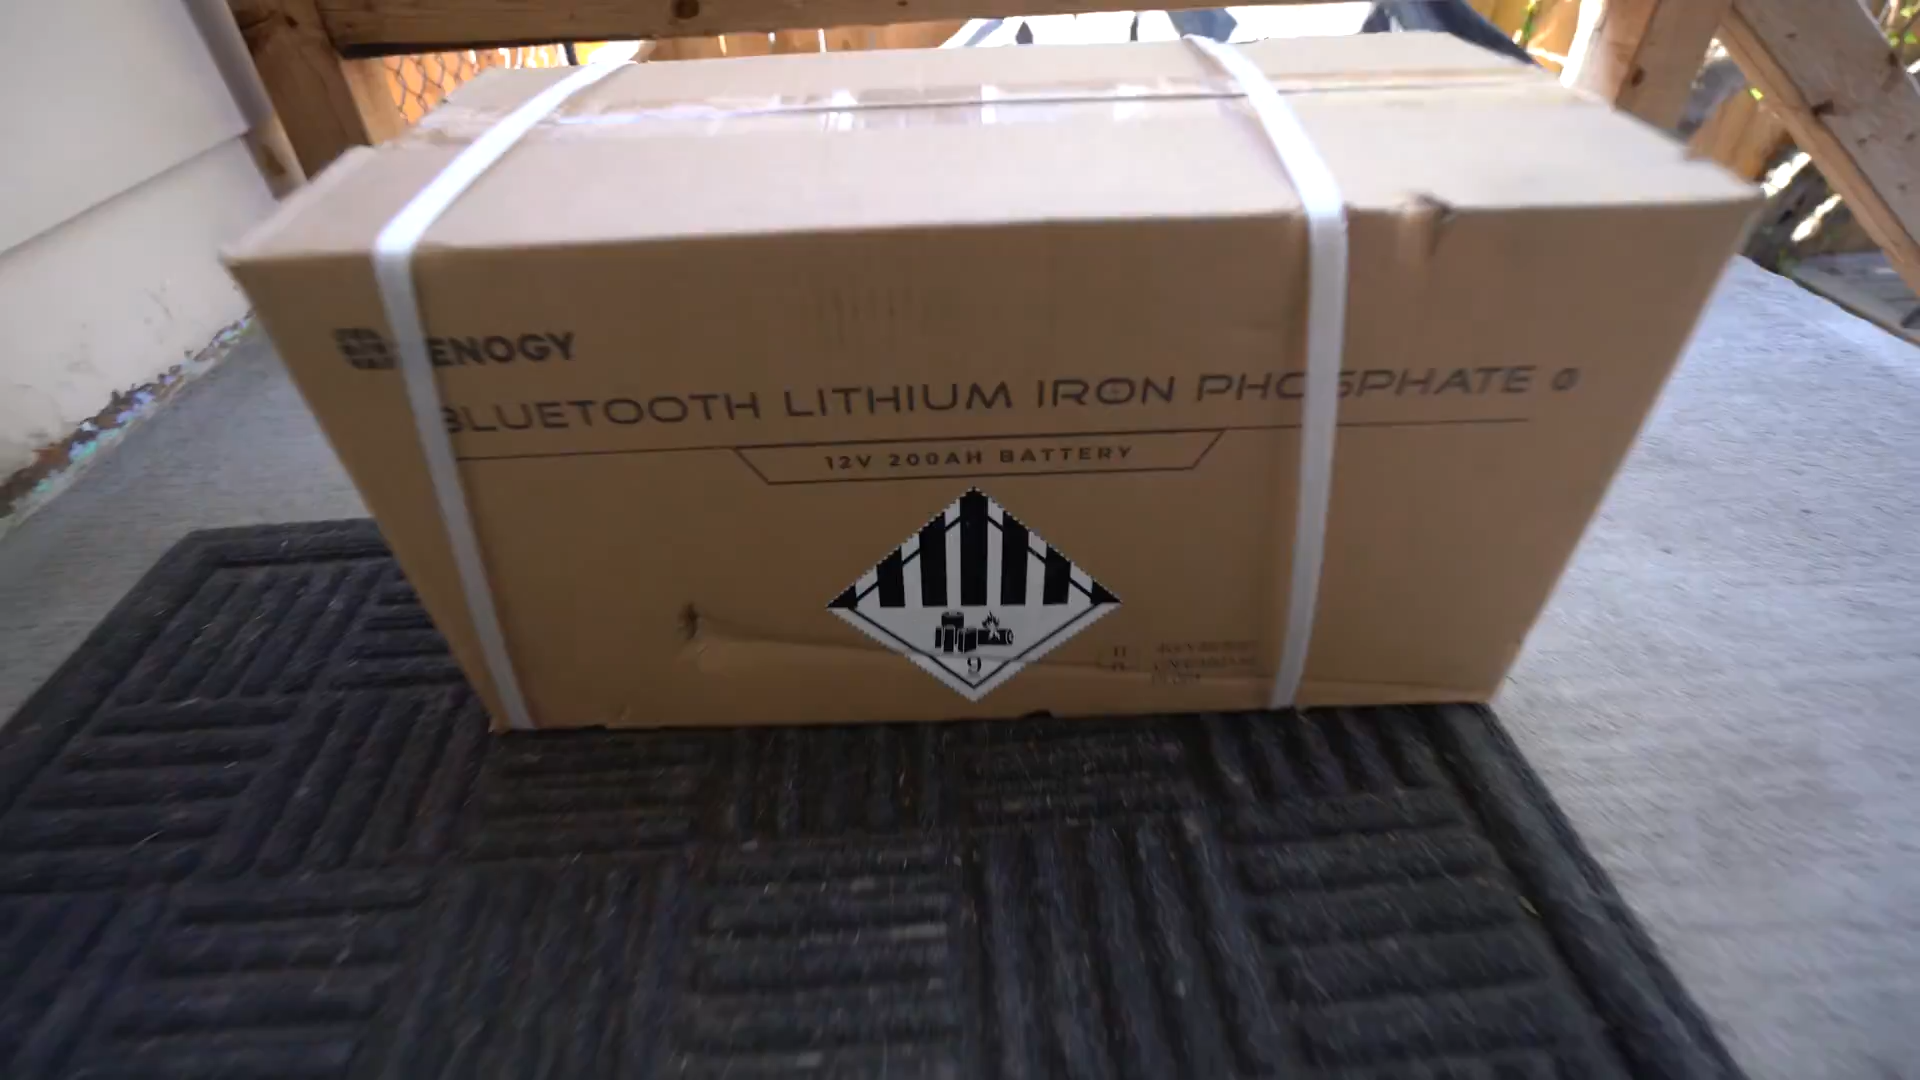 ENOGY
BLUETOOTH LITHIUM IRON PHOSPHATE
12V 200AH BATTERY
9